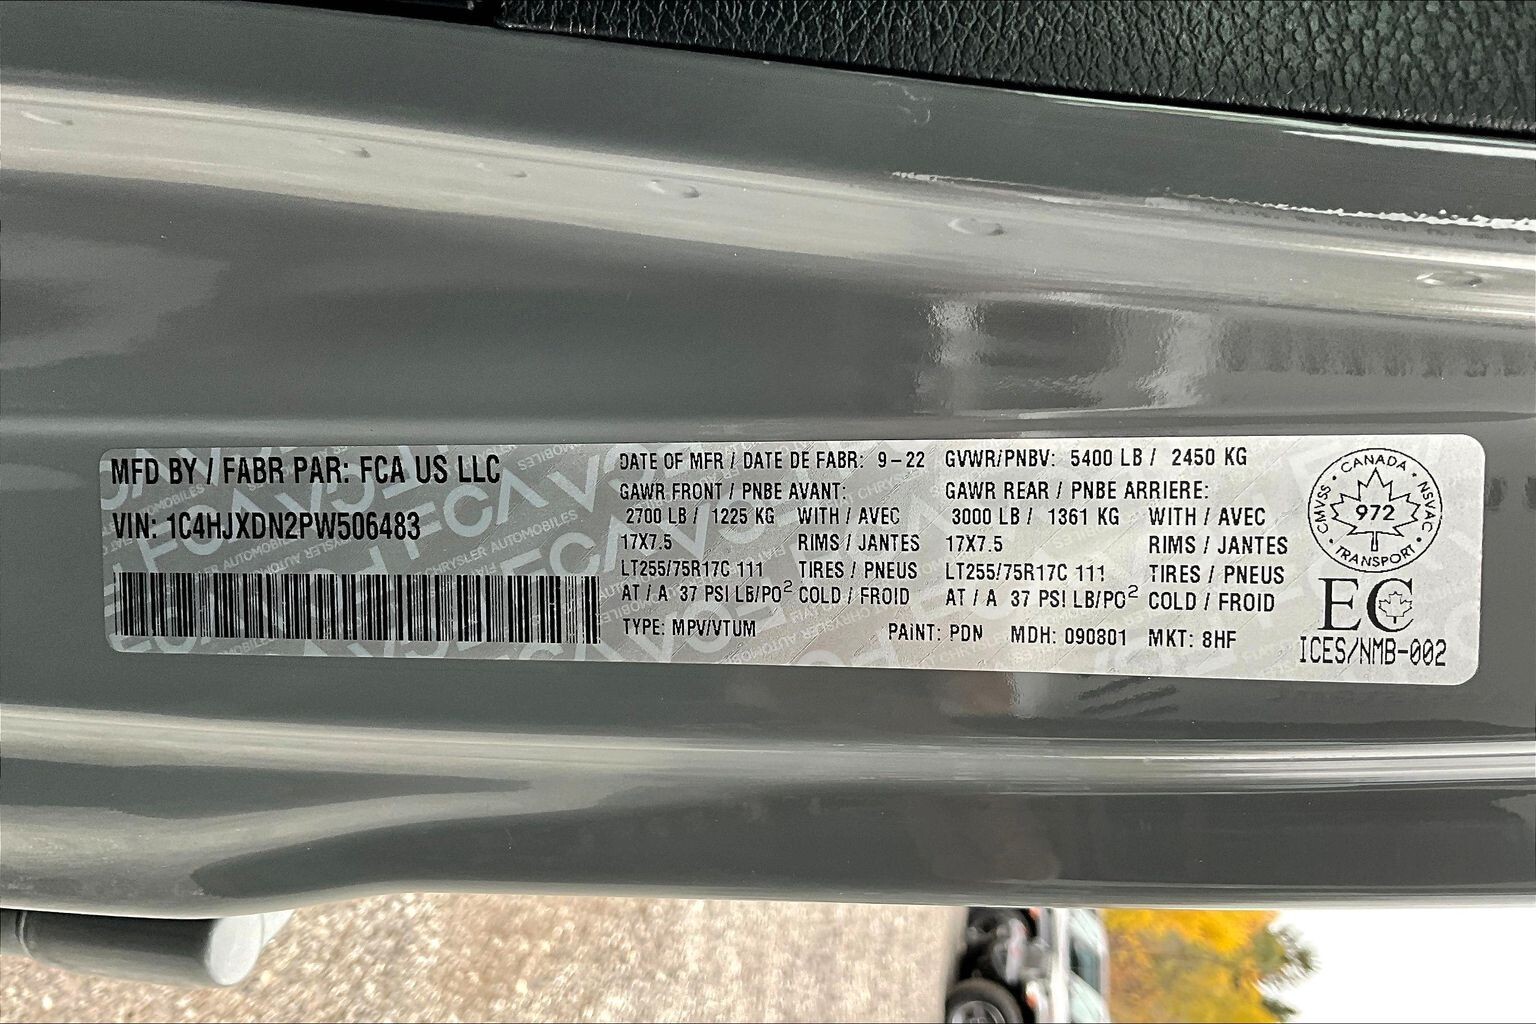 MFD BY / FABR PAR: FCA US LLC
VIN: 1C4HJXDN2PW506483
DATE OF MFR / DATE DE FABR: 9-22 GVWR/PNBV: 5400 LB / 2450 KG
GAWR FRONT / PNBE AVANT: GAWR REAR / PNBE ARRIERE:
2700 LB / 1225 KG WITH / AVEC 3000 LB / 1361 KG WITH / AVEC
17X7.5 RIMS / JANTES 17X7.5 RIMS / JANTES
LT255/75R17C 111 TIRES / PNEUS LT255/75R17C 111 TIRES / PNEUS
AT / A 37 PSI LB/PO² COLD / FROID AT / A 37 PSI LB/PO² COLD / FROID
TYPE: MPV/VTUM PAINT: PDN MDH: 090801 MKT: 8HF
CANADA
CMVSS · NSVAC
972
TRANSPORT
EC
ICES/NMB-002